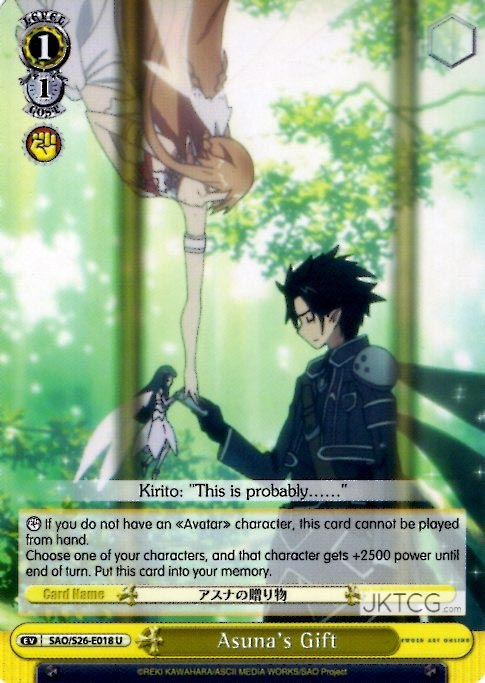 LEVEL
1
1
COST
Kirito: "This is probably……"
If you do not have an «Avatar» character, this card cannot be played
from hand.
Choose one of your characters, and that character gets +2500 power until
end of turn. Put this card into your memory.
Card Name アスナの贈り物
JKTCG.com
EV SAO/S26-E018 U Asuna's Gift SWORD ART ONLINE
©REKI KAWAHARA/ASCII MEDIA WORKS/SAO Project